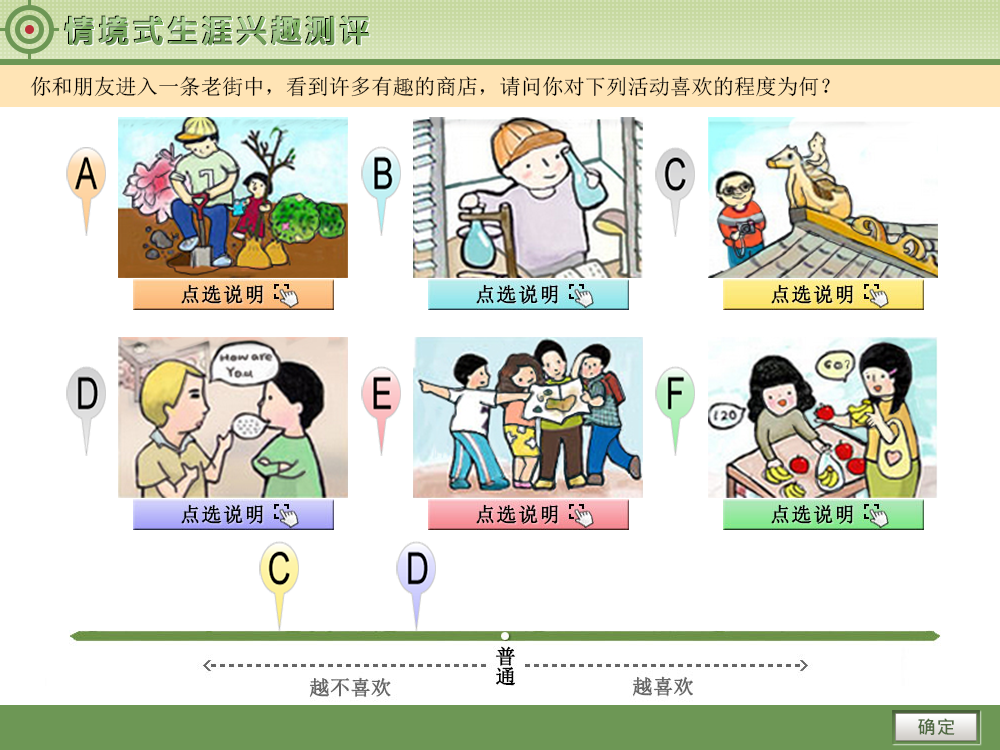 情境式生涯兴趣测评
你和朋友进入一条老街中，看到许多有趣的商店，请问你对下列活动喜欢的程度为何？
A
B
C
点选说明
点选说明
点选说明
How are
You
D
E
F
60?
120
点选说明
点选说明
点选说明
C
D
普
通
越不喜欢
越喜欢
确定